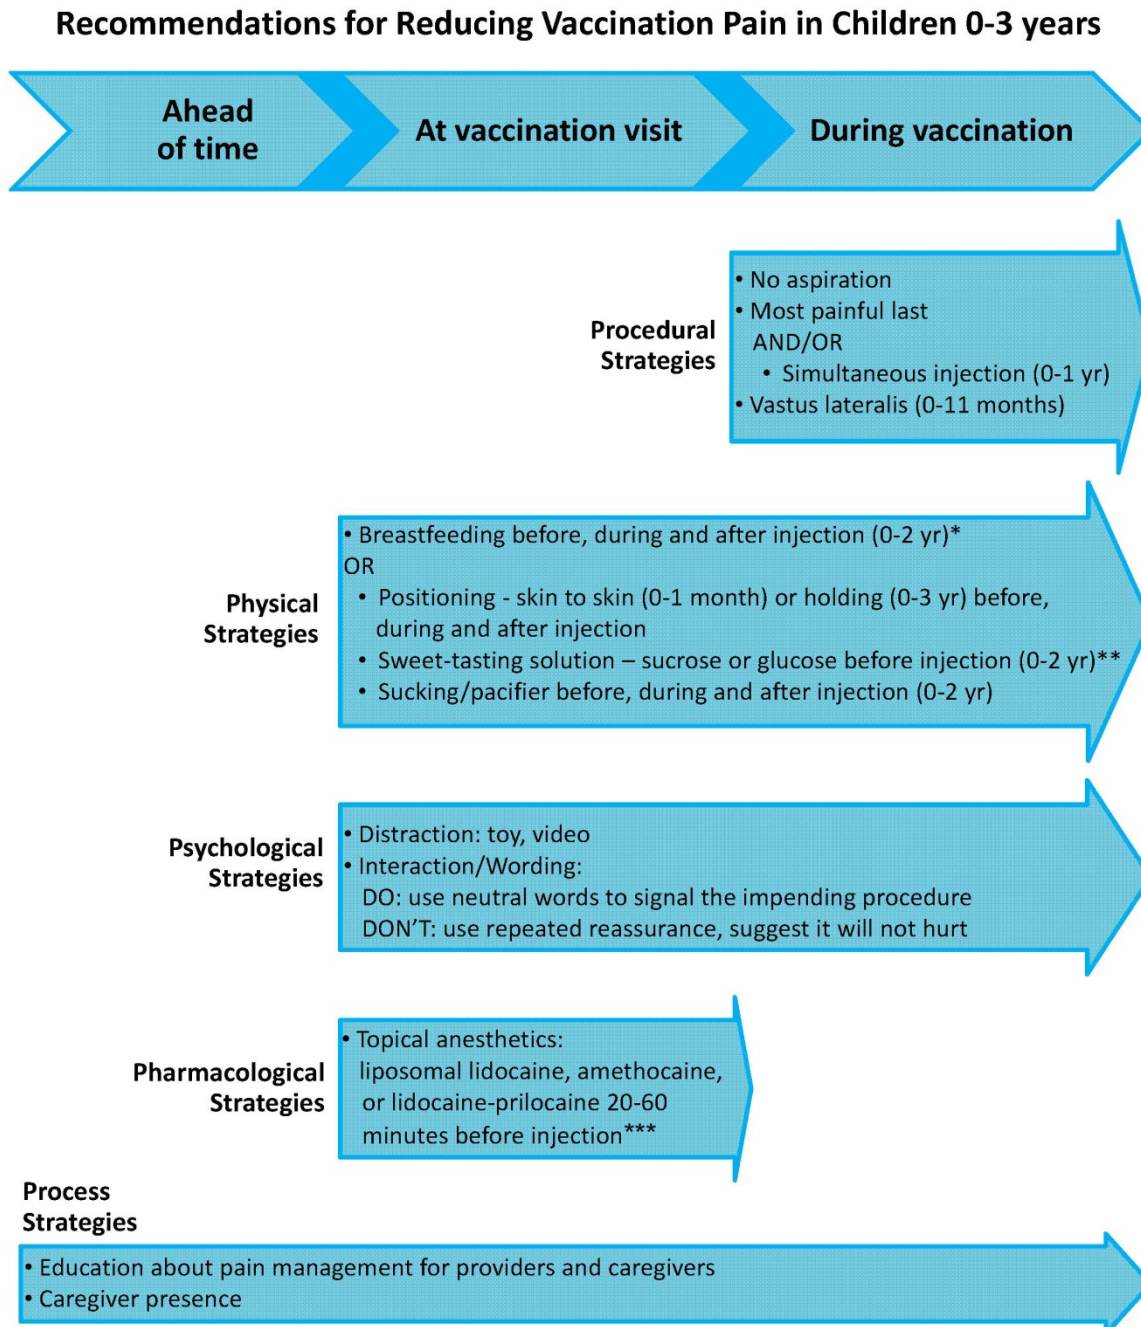 Recommendations for Reducing Vaccination Pain in Children 0-3 years
Ahead
of time
At vaccination visit
During vaccination
Procedural
Strategies
• No aspiration
• Most painful last
AND/OR
• Simultaneous injection (0-1 yr)
• Vastus lateralis (0-11 months)
Physical
Strategies
• Breastfeeding before, during and after injection (0-2 yr)*
OR
• Positioning - skin to skin (0-1 month) or holding (0-3 yr) before,
during and after injection
• Sweet-tasting solution – sucrose or glucose before injection (0-2 yr)**
• Sucking/pacifier before, during and after injection (0-2 yr)
Psychological
Strategies
• Distraction: toy, video
• Interaction/Wording:
DO: use neutral words to signal the impending procedure
DON’T: use repeated reassurance, suggest it will not hurt
Pharmacological
Strategies
• Topical anesthetics:
liposomal lidocaine, amethocaine,
or lidocaine-prilocaine 20-60
minutes before injection***
Process
Strategies
• Education about pain management for providers and caregivers
• Caregiver presence